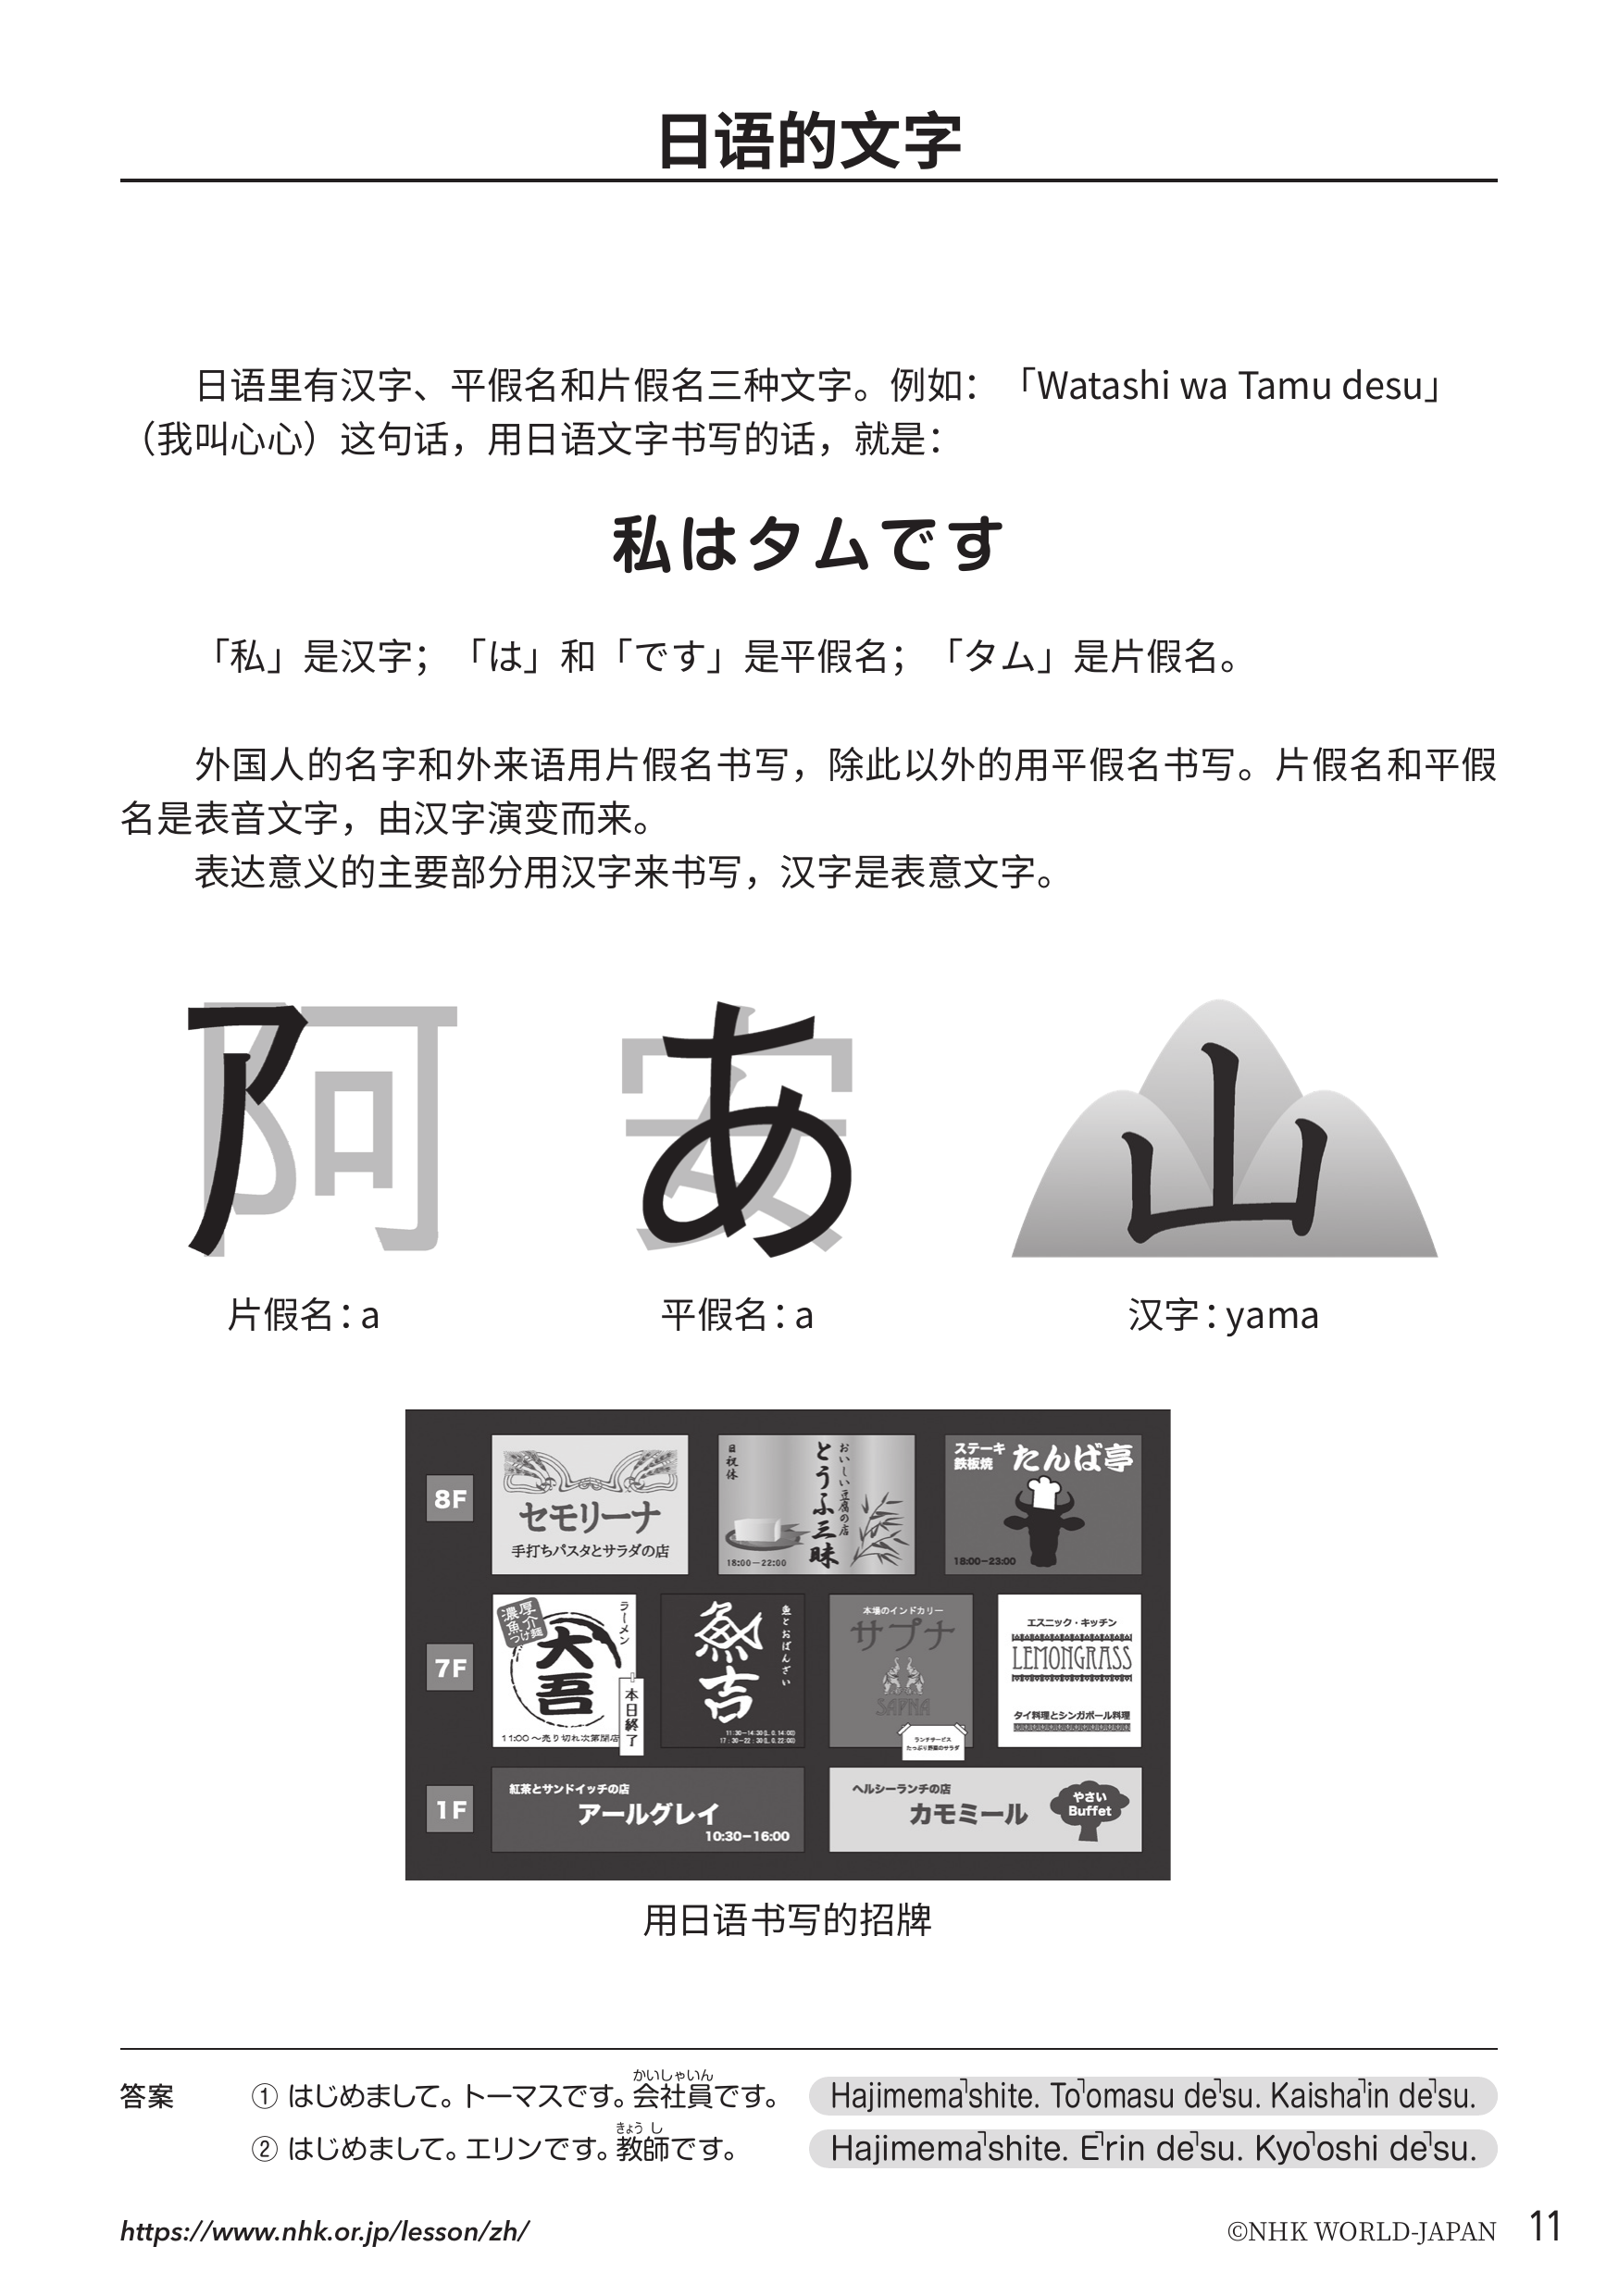 日语的文字
日语里有汉字、平假名和片假名三种文字。例如：「Watashi wa Tamu desu」
（我叫心心）这句话，用日语文字书写的话，就是：
私はタムです
「私」是汉字；「は」和「です」是平假名；「タム」是片假名。
外国人的名字和外来语用片假名书写，除此以外的用平假名书写。片假名和平假
名是表音文字，由汉字演变而来。
表达意义的主要部分用汉字来书写，汉字是表意文字。
阿
ア
安
あ
山
片假名：a
平假名：a
汉字：yama
8F
セモリーナ
手打ちパスタとサラダの店
日祝休
おいしい豆腐の店
とうふ三昧
18:00－22:00
ステーキ
鉄板焼
たんば亭
18:00－23:00
7F
濃厚
魚介
つけ麺
ラーメン
大吾
本日終了
11:00 〜売り切れ次第閉店
魚とおばんざい
魚吉
11:30－14:30(L.O.14:00)
17:30－22:30(L.O.22:00)
本場のインドカリー
サプナ
SAPNA
ランチサービス
たっぷり野菜のサラダ
エスニック・キッチン
LEMONGRASS
タイ料理とシンガポール料理
1F
紅茶とサンドイッチの店
アールグレイ
10:30－16:00
ヘルシーランチの店
カモミール
やさい
Buffet
用日语书写的招牌
かいしゃいん
答案 ① はじめまして。トーマスです。会社員です。 Hajimema˥shite. To˥omasu de˥su. Kaisha˥in de˥su.
きょうし
② はじめまして。エリンです。教師です。 Hajimema˥shite. E˥rin de˥su. Kyo˥oshi de˥su.
https://www.nhk.or.jp/lesson/zh/ ©NHK WORLD-JAPAN 11